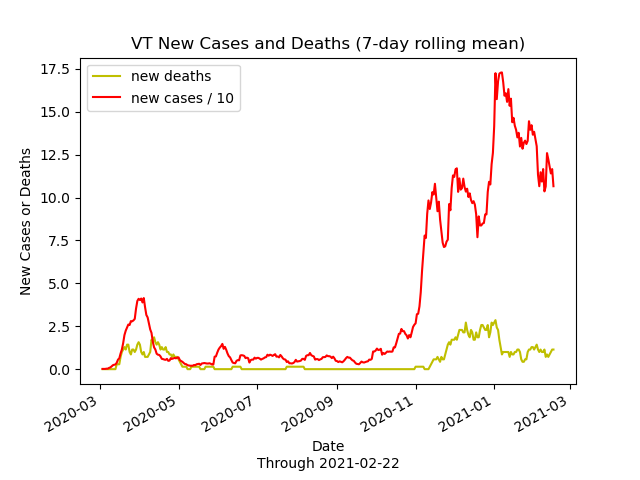 VT New Cases and Deaths (7-day rolling mean)
new deaths
new cases / 10
17.5
15.0
12.5
10.0
7.5
5.0
2.5
0.0
New Cases or Deaths
2020-03
2020-05
2020-07
2020-09
2020-11
2021-01
2021-03
Date
Through 2021-02-22